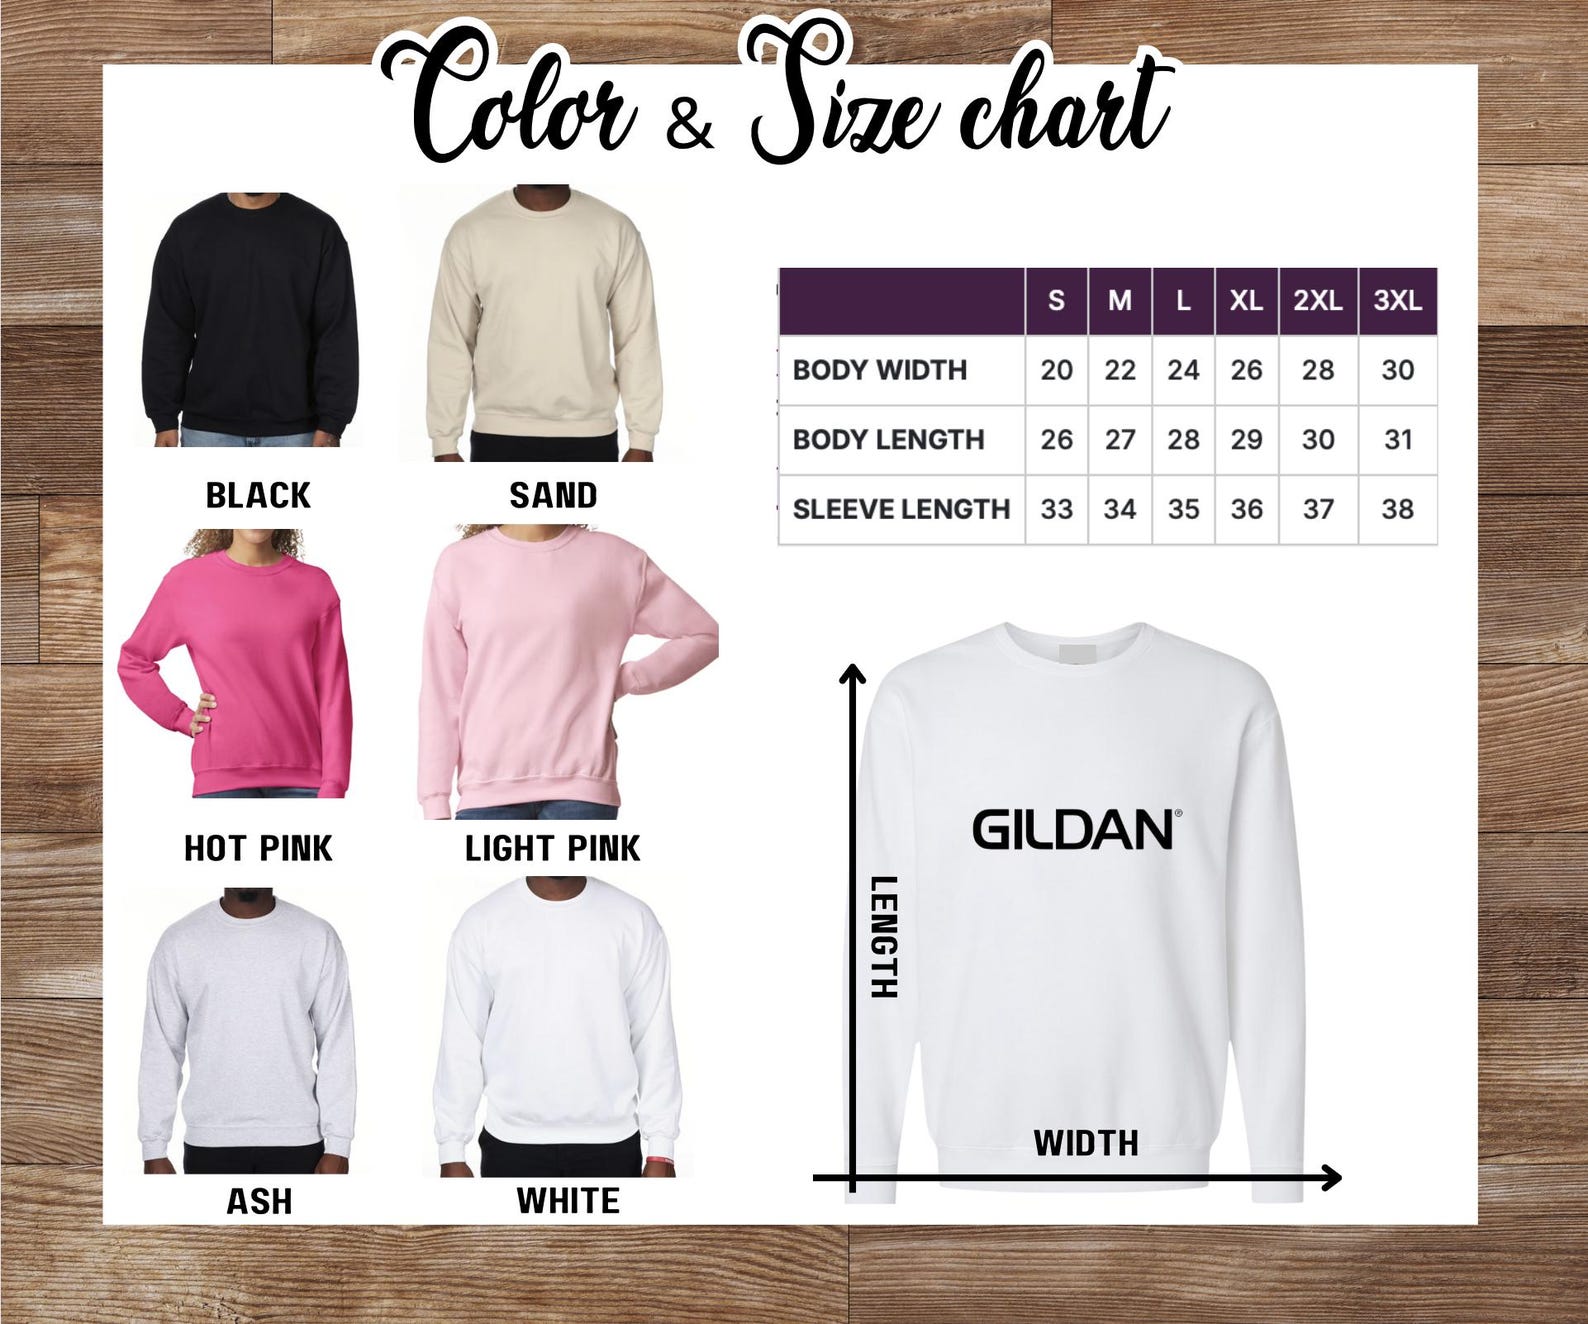 Color & Size chart
BLACK
SAND
HOT PINK
LIGHT PINK
ASH
WHITE
S M L XL 2XL 3XL
BODY WIDTH 20 22 24 26 28 30
BODY LENGTH 26 27 28 29 30 31
SLEEVE LENGTH 33 34 35 36 37 38
GILDAN®
LENGTH
WIDTH